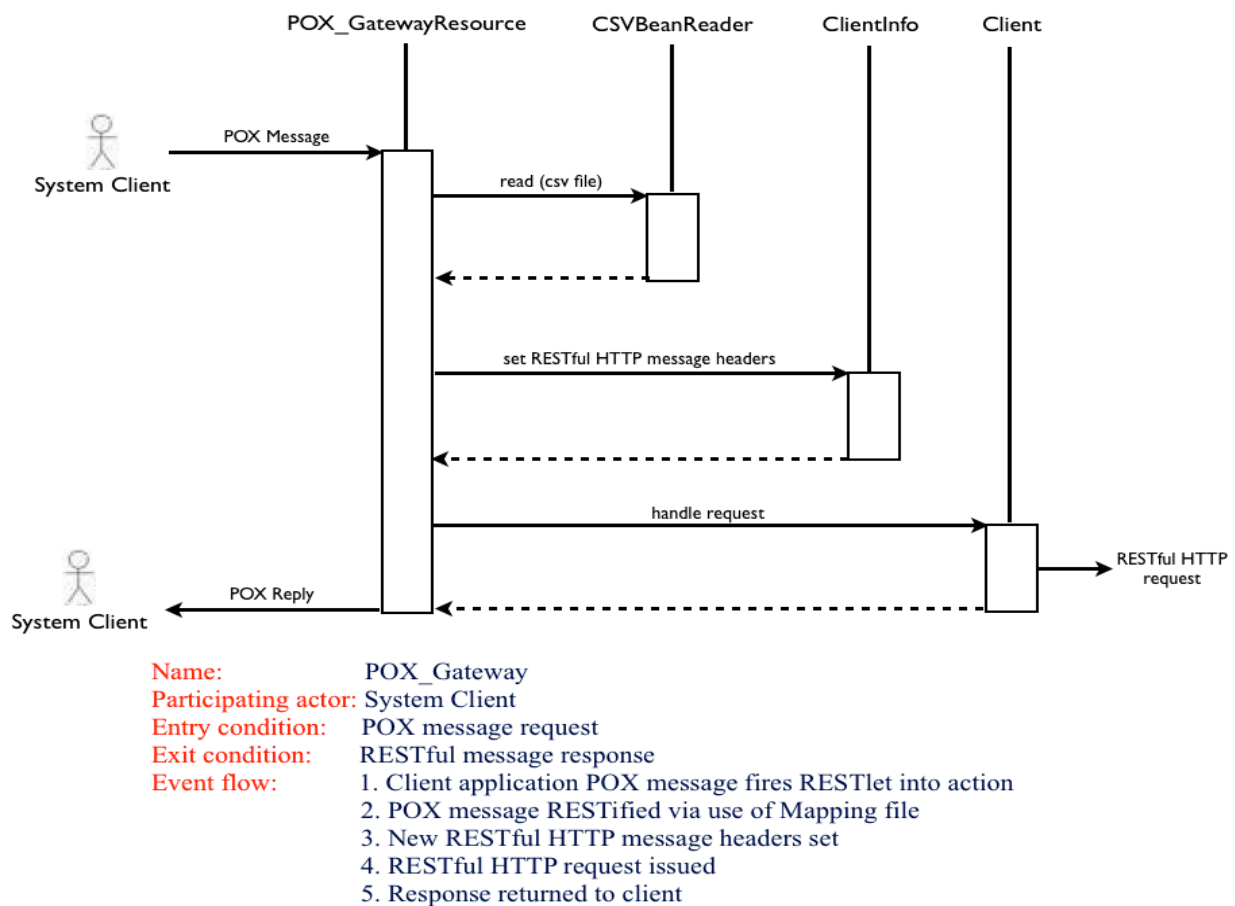 POX_GatewayResource CSVBeanReader ClientInfo Client
POX Message
System Client
read (csv file)
set RESTful HTTP message headers
handle request
RESTful HTTP
request
POX Reply
System Client
Name: POX_Gateway
Participating actor: System Client
Entry condition: POX message request
Exit condition: RESTful message response
Event flow: 1. Client application POX message fires RESTlet into action
2. POX message RESTified via use of Mapping file
3. New RESTful HTTP message headers set
4. RESTful HTTP request issued
5. Response returned to client